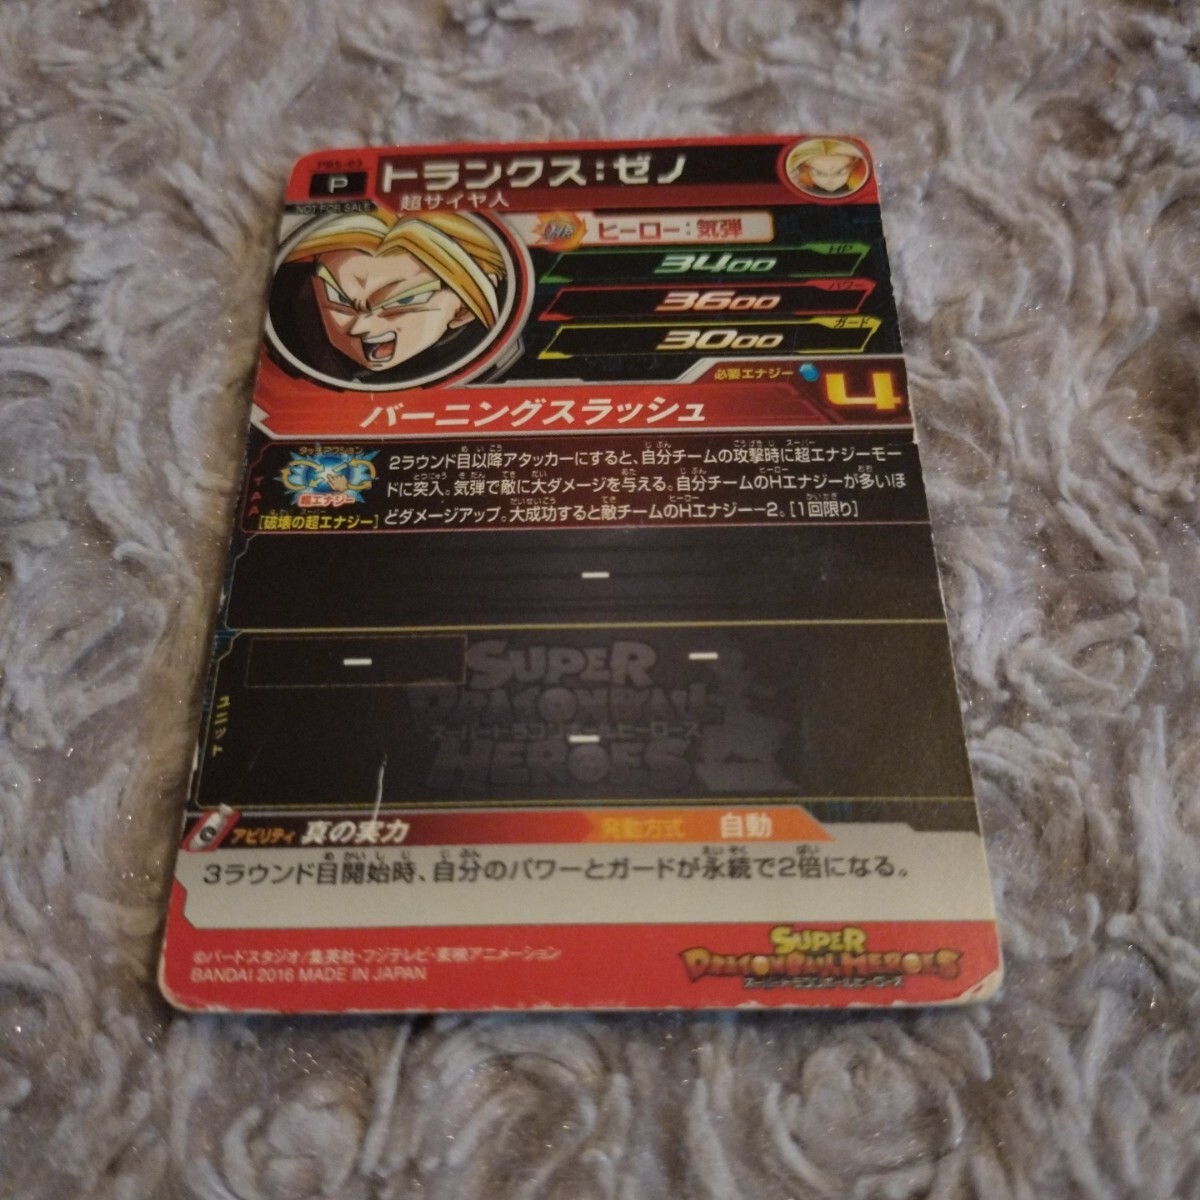 PBS-03
P
NOT FOR SALE
トランクス:ゼノ
超サイヤ人
ヒーロー:気弾
HP
3400
パワー
3600
ガード
3000
必要エナジー 4
バーニングスラッシュ
TAA
タッチアクション
超エナジー
[破壊の超エナジー]
2ラウンド目以降アタッカーにすると、自分チームの攻撃時に超エナジーモー
ドに突入。気弾で敵に大ダメージを与える。自分チームのHエナジーが多いほ
どダメージアップ。大成功すると敵チームのHエナジー−2。[1回限り]
−
ユニット
− −
−
SUPER
DRAGONBALL
スーパードラゴンボールヒーローズ
HEROES
アビリティ 真の実力 発動方式 自動
3ラウンド目開始時、自分のパワーとガードが永続で2倍になる。
©バードスタジオ/集英社・フジテレビ・東映アニメーション
BANDAI 2016 MADE IN JAPAN
SUPER
DRAGONBALL HEROES
スーパードラゴンボールヒーローズ